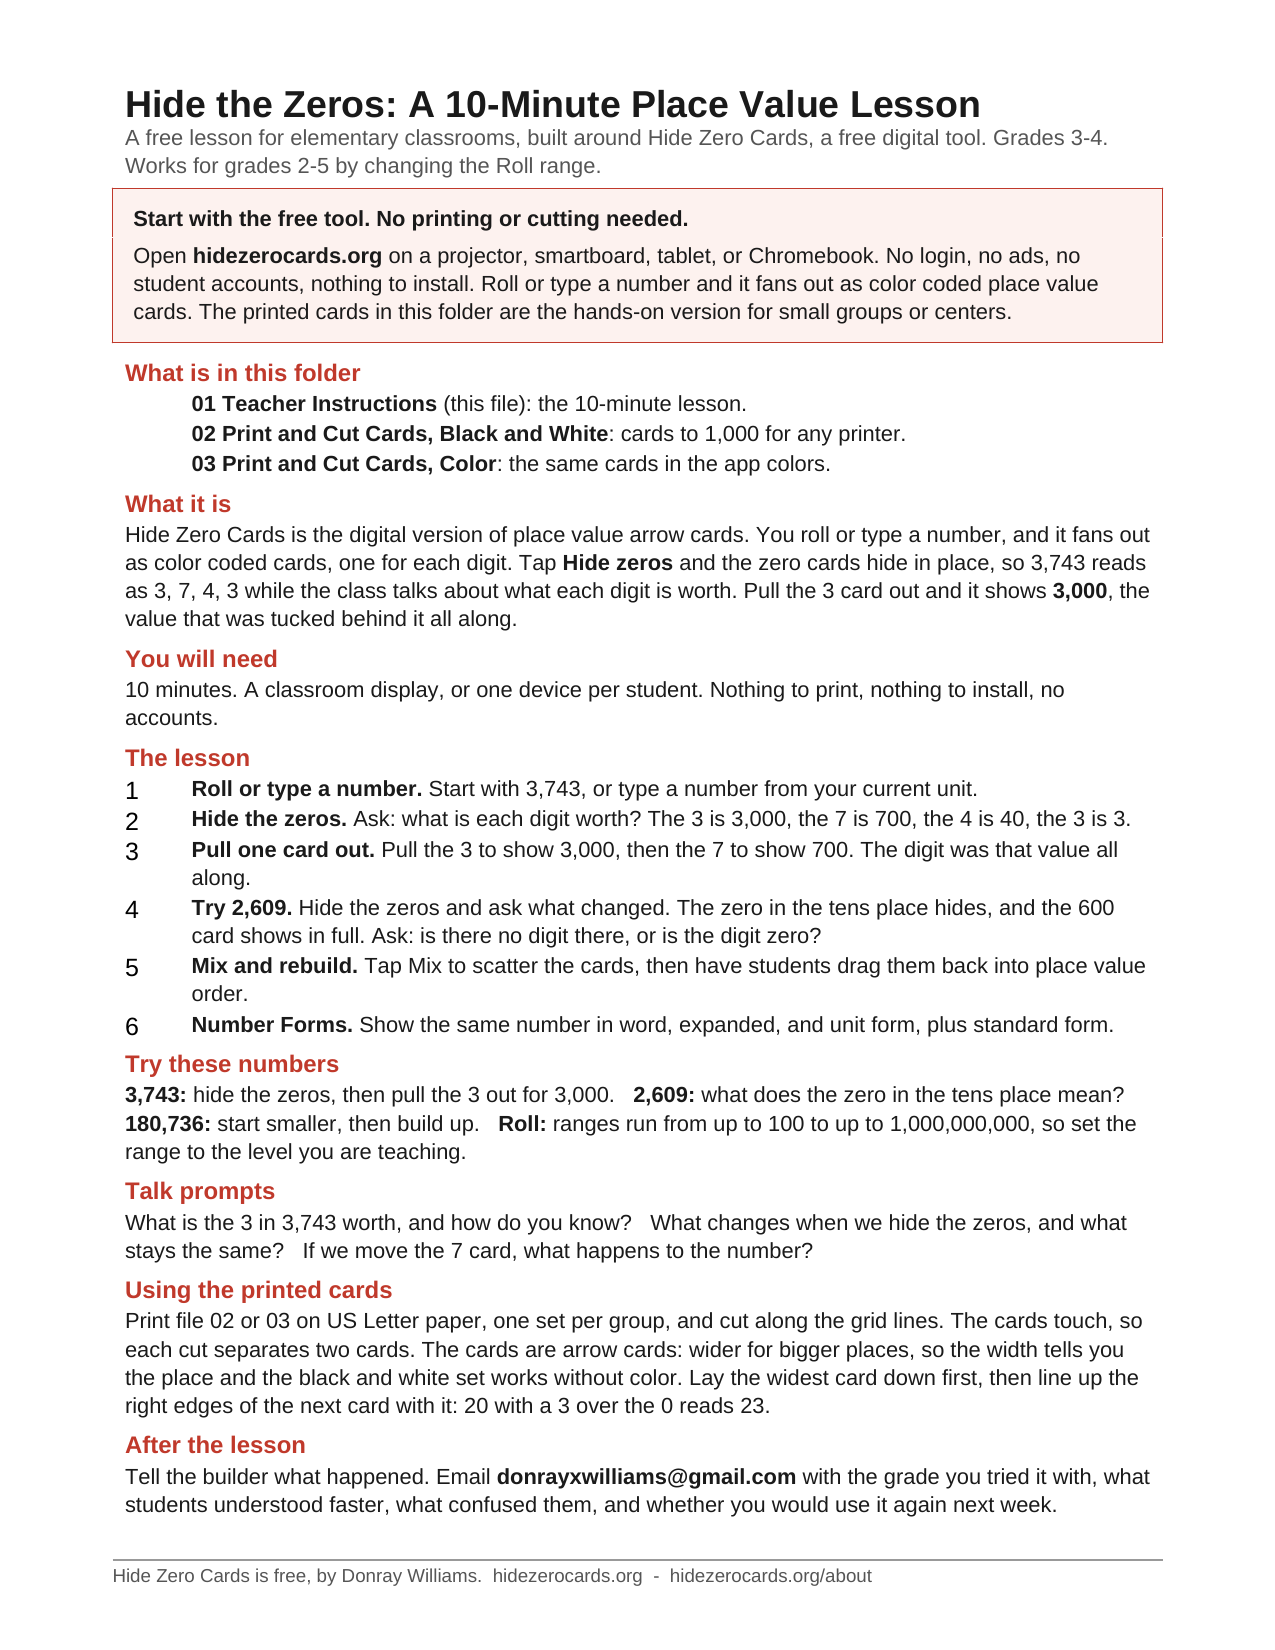 Hide the Zeros: A 10-Minute Place Value Lesson
A free lesson for elementary classrooms, built around Hide Zero Cards, a free digital tool. Grades 3-4.
Works for grades 2-5 by changing the Roll range.
Start with the free tool. No printing or cutting needed.
Open hidezerocards.org on a projector, smartboard, tablet, or Chromebook. No login, no ads, no
student accounts, nothing to install. Roll or type a number and it fans out as color coded place value
cards. The printed cards in this folder are the hands-on version for small groups or centers.
What is in this folder
01 Teacher Instructions (this file): the 10-minute lesson.
02 Print and Cut Cards, Black and White: cards to 1,000 for any printer.
03 Print and Cut Cards, Color: the same cards in the app colors.
What it is
Hide Zero Cards is the digital version of place value arrow cards. You roll or type a number, and it fans out
as color coded cards, one for each digit. Tap Hide zeros and the zero cards hide in place, so 3,743 reads
as 3, 7, 4, 3 while the class talks about what each digit is worth. Pull the 3 card out and it shows 3,000, the
value that was tucked behind it all along.
You will need
10 minutes. A classroom display, or one device per student. Nothing to print, nothing to install, no
accounts.
The lesson
1 Roll or type a number. Start with 3,743, or type a number from your current unit.
2 Hide the zeros. Ask: what is each digit worth? The 3 is 3,000, the 7 is 700, the 4 is 40, the 3 is 3.
3 Pull one card out. Pull the 3 to show 3,000, then the 7 to show 700. The digit was that value all
along.
4 Try 2,609. Hide the zeros and ask what changed. The zero in the tens place hides, and the 600
card shows in full. Ask: is there no digit there, or is the digit zero?
5 Mix and rebuild. Tap Mix to scatter the cards, then have students drag them back into place value
order.
6 Number Forms. Show the same number in word, expanded, and unit form, plus standard form.
Try these numbers
3,743: hide the zeros, then pull the 3 out for 3,000. 2,609: what does the zero in the tens place mean?
180,736: start smaller, then build up. Roll: ranges run from up to 100 to up to 1,000,000,000, so set the
range to the level you are teaching.
Talk prompts
What is the 3 in 3,743 worth, and how do you know? What changes when we hide the zeros, and what
stays the same? If we move the 7 card, what happens to the number?
Using the printed cards
Print file 02 or 03 on US Letter paper, one set per group, and cut along the grid lines. The cards touch, so
each cut separates two cards. The cards are arrow cards: wider for bigger places, so the width tells you
the place and the black and white set works without color. Lay the widest card down first, then line up the
right edges of the next card with it: 20 with a 3 over the 0 reads 23.
After the lesson
Tell the builder what happened. Email donrayxwilliams@gmail.com with the grade you tried it with, what
students understood faster, what confused them, and whether you would use it again next week.
Hide Zero Cards is free, by Donray Williams. hidezerocards.org - hidezerocards.org/about